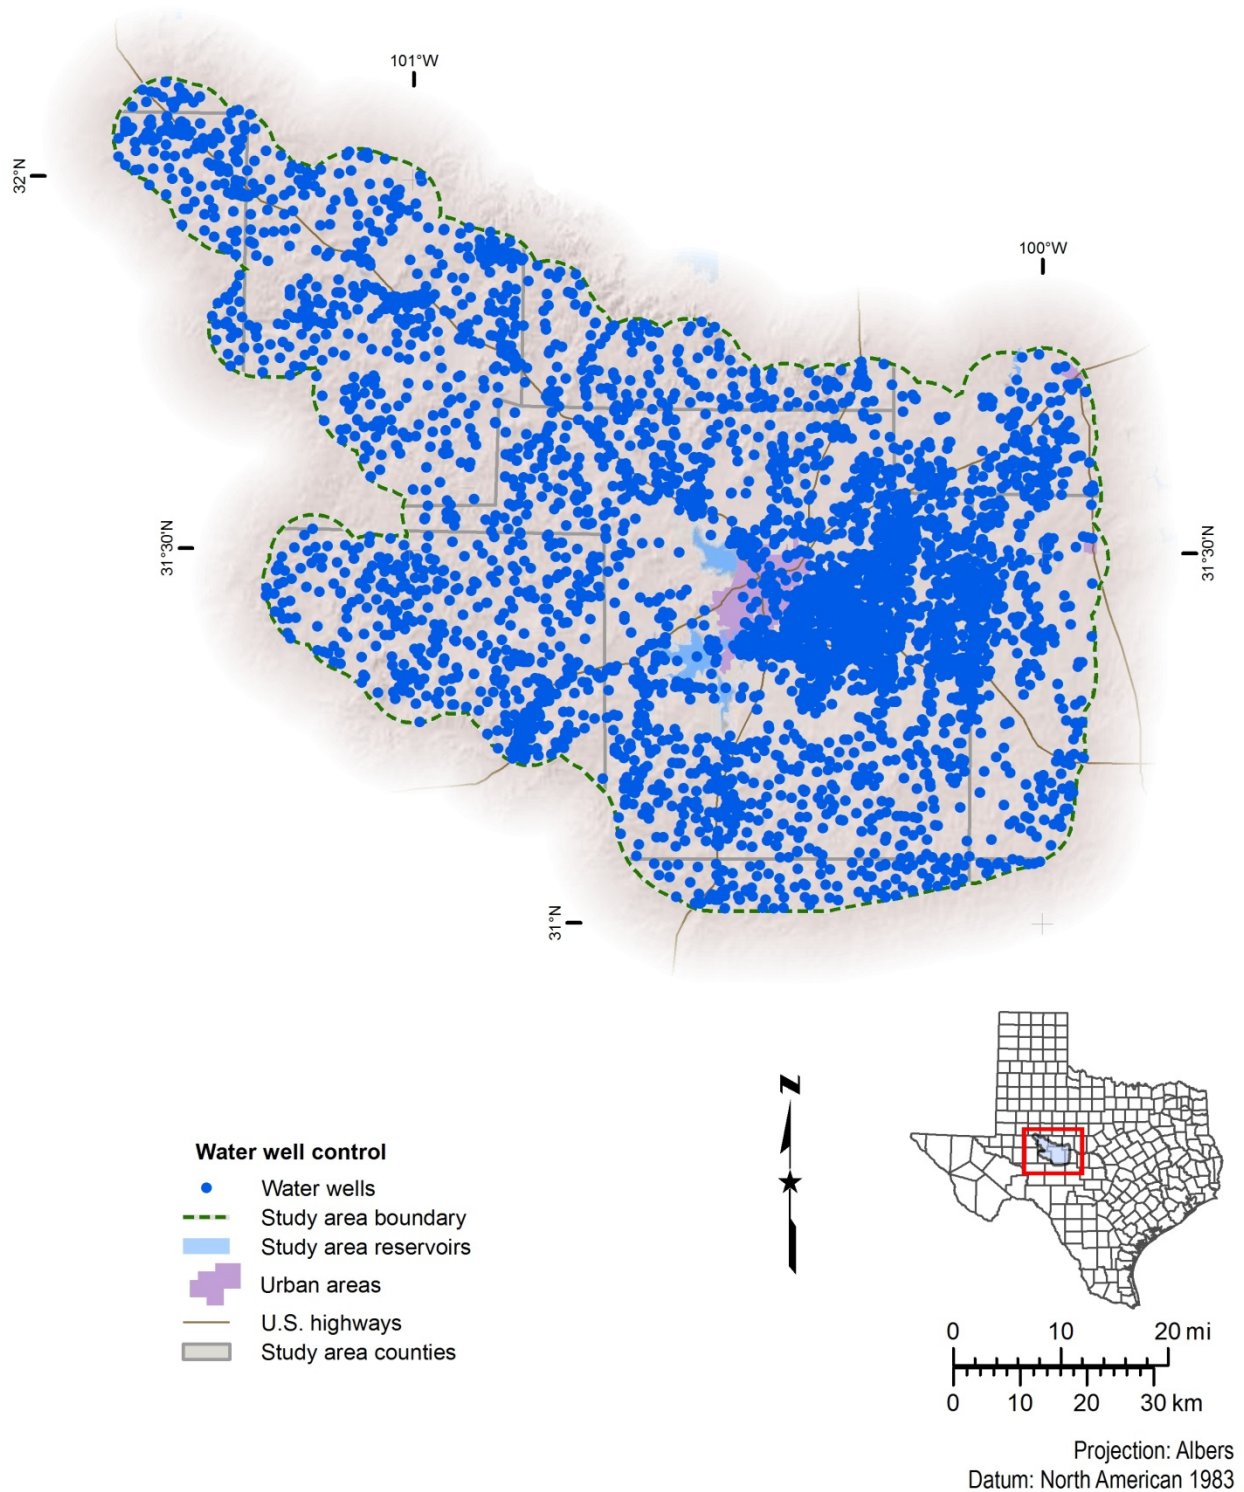 101°W
32°N
100°W
31°30'N
31°30'N
31°N
N
Water well control
Water wells
Study area boundary
Study area reservoirs
Urban areas
U.S. highways
Study area counties
0 10 20 mi
0 10 20 30 km
Projection: Albers
Datum: North American 1983